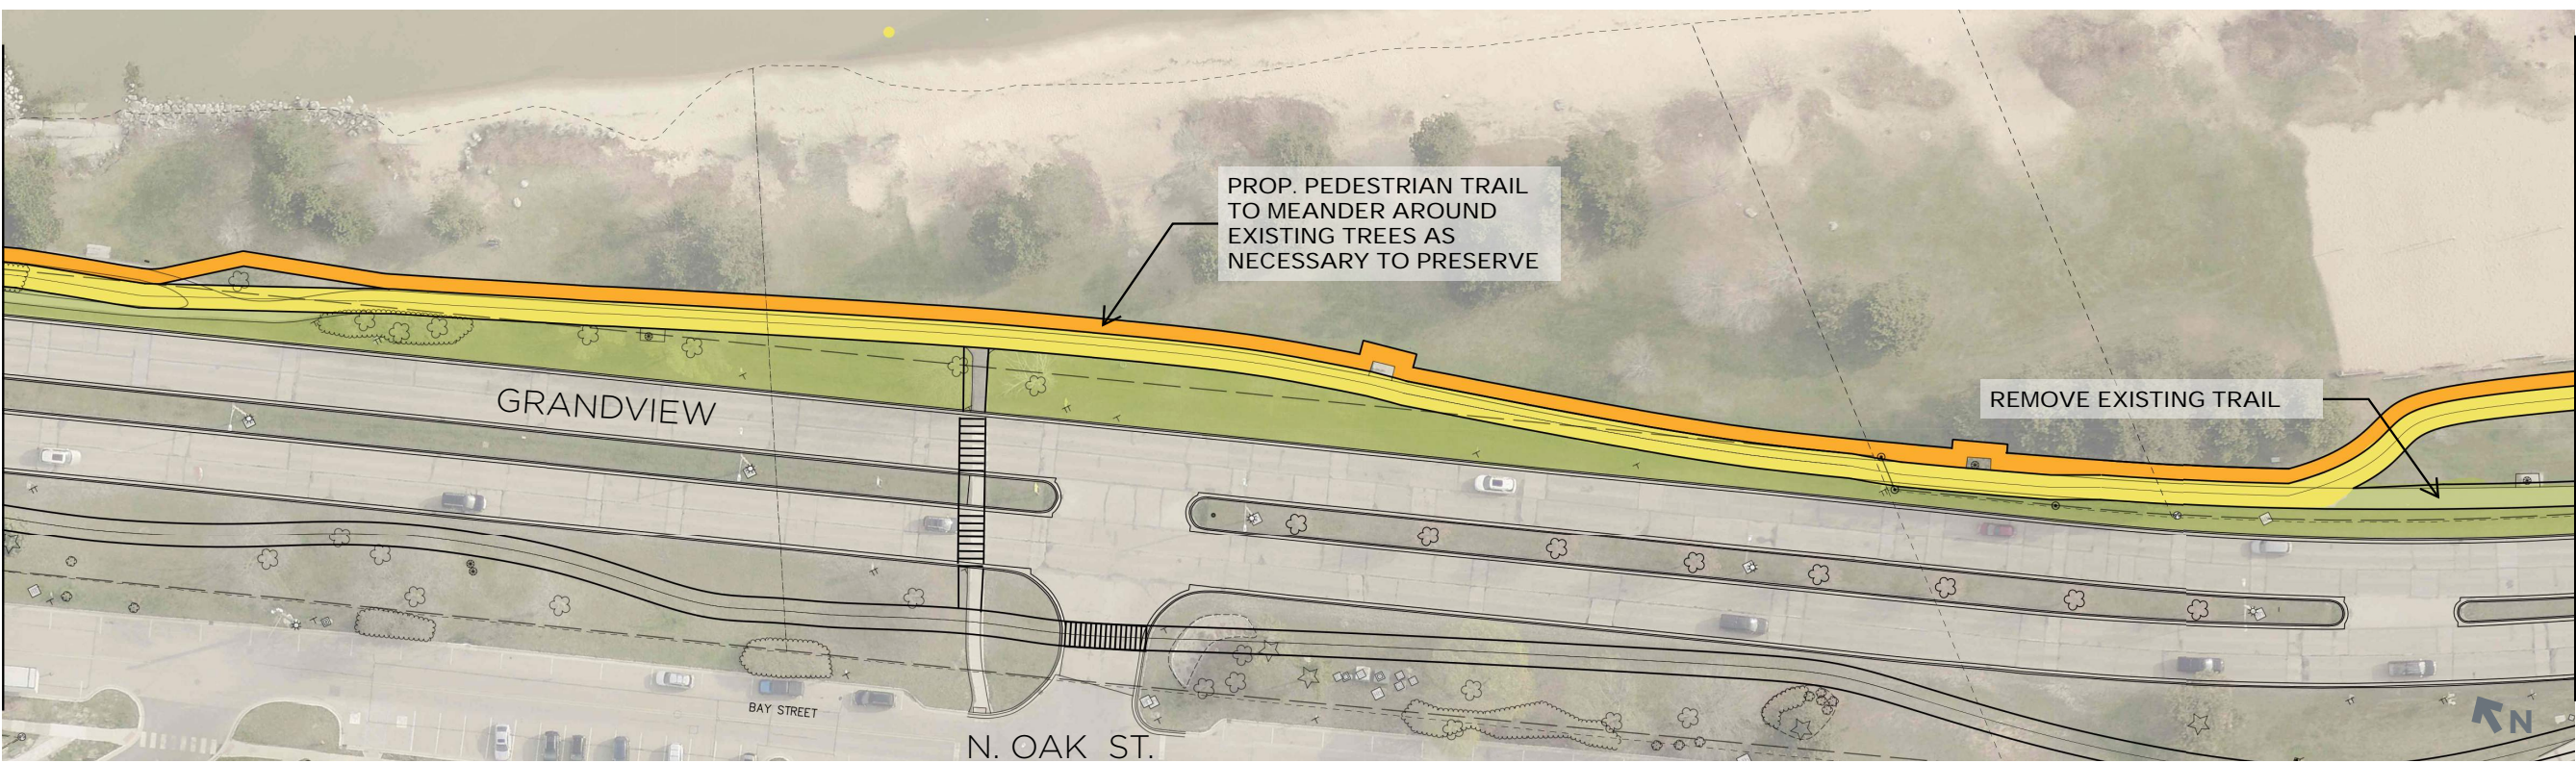 PROP. PEDESTRIAN TRAIL
TO MEANDER AROUND
EXISTING TREES AS
NECESSARY TO PRESERVE
REMOVE EXISTING TRAIL
GRANDVIEW
BAY STREET
N
N. OAK ST.